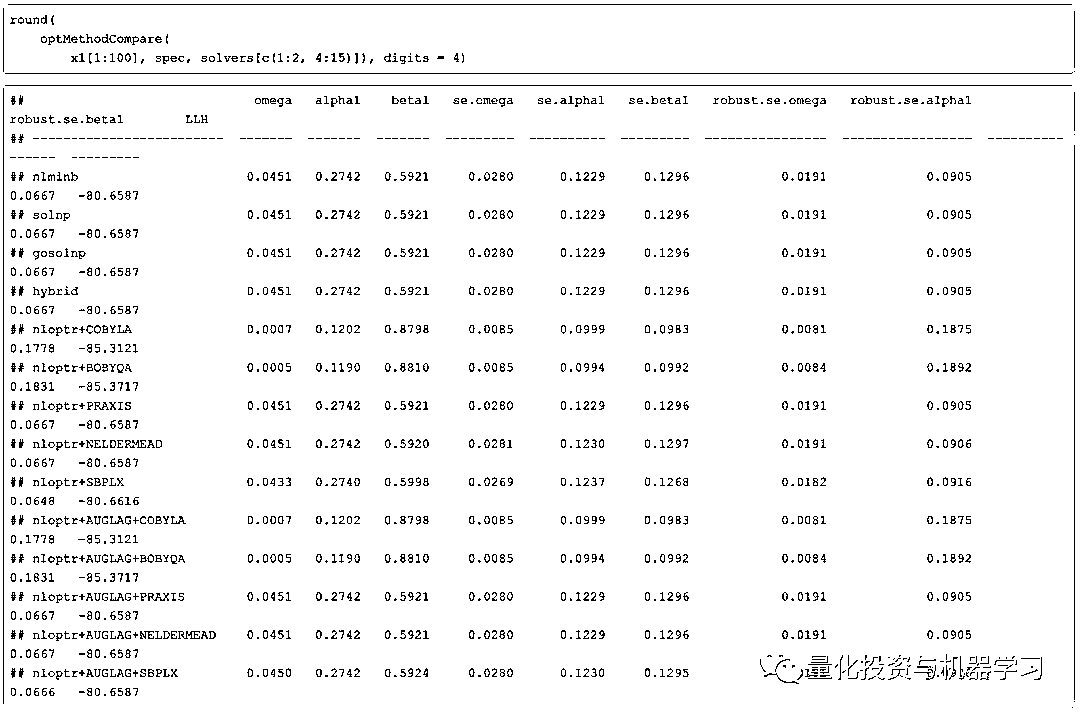 round(
optMethodCompare(
x1[1:100], spec, solvers[c(1:2, 4:15)]), digits = 4)
## omega alpha1 beta1 se.omega se.alpha1 se.beta1 robust.se.omega robust.se.alpha1
robust.se.beta1 LLH
## ------------------------- ------- ------- ------- --------- ---------- --------- ---------------- ----------------- ----------
------ ---------
## nlminb 0.0451 0.2742 0.5921 0.0280 0.1229 0.1296 0.0191 0.0905
0.0667 -80.6587
## solnp 0.0451 0.2742 0.5921 0.0280 0.1229 0.1296 0.0191 0.0905
0.0667 -80.6587
## gosolnp 0.0451 0.2742 0.5921 0.0280 0.1229 0.1296 0.0191 0.0905
0.0667 -80.6587
## hybrid 0.0451 0.2742 0.5921 0.0280 0.1229 0.1296 0.0191 0.0905
0.0667 -80.6587
## nloptr+COBYLA 0.0007 0.1202 0.8798 0.0085 0.0999 0.0983 0.0081 0.1875
0.1778 -85.3121
## nloptr+BOBYQA 0.0005 0.1190 0.8810 0.0085 0.0994 0.0992 0.0084 0.1892
0.1831 -85.3717
## nloptr+PRAXIS 0.0451 0.2742 0.5921 0.0280 0.1229 0.1296 0.0191 0.0905
0.0667 -80.6587
## nloptr+NELDERMEAD 0.0451 0.2742 0.5920 0.0281 0.1230 0.1297 0.0191 0.0906
0.0667 -80.6587
## nloptr+SBPLX 0.0433 0.2740 0.5998 0.0269 0.1237 0.1268 0.0182 0.0916
0.0648 -80.6616
## nloptr+AUGLAG+COBYLA 0.0007 0.1202 0.8798 0.0085 0.0999 0.0983 0.0081 0.1875
0.1778 -85.3121
## nloptr+AUGLAG+BOBYQA 0.0005 0.1190 0.8810 0.0085 0.0994 0.0992 0.0084 0.1892
0.1831 -85.3717
## nloptr+AUGLAG+PRAXIS 0.0451 0.2742 0.5921 0.0280 0.1229 0.1296 0.0191 0.0905
0.0667 -80.6587
## nloptr+AUGLAG+NELDERMEAD 0.0451 0.2742 0.5921 0.0280 0.1229 0.1296 0.0191 0.0905
0.0667 -80.6587
## nloptr+AUGLAG+SBPLX 0.0450 0.2742 0.5924 0.0280 0.1230 0.1295
0.0666 -80.6587
量化投资与机器学习